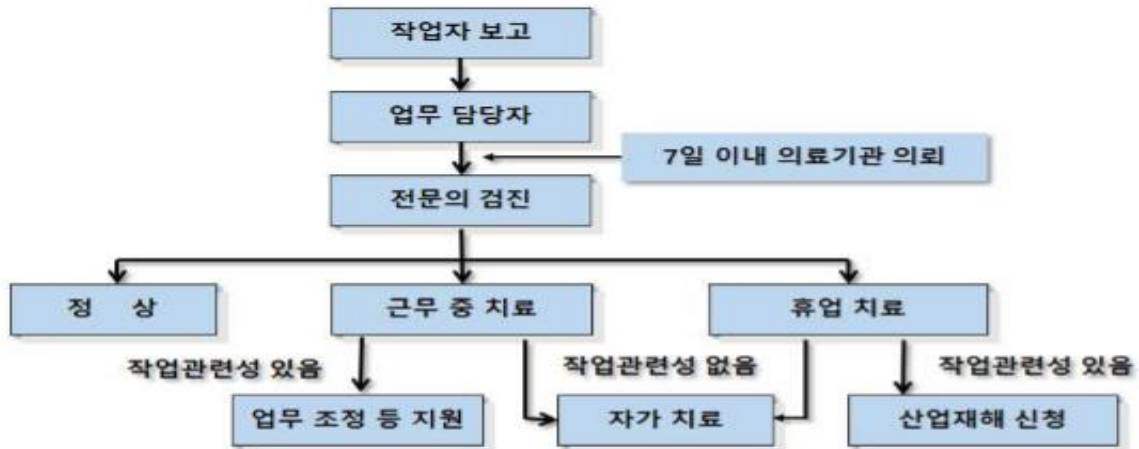 작업자 보고
업무 담당자
7일 이내 의료기관 의뢰
전문의 검진
정 상
근무 중 치료
휴업 치료
작업관련성 있음
작업관련성 없음
작업관련성 있음
업무 조정 등 지원
자가 치료
산업재해 신청